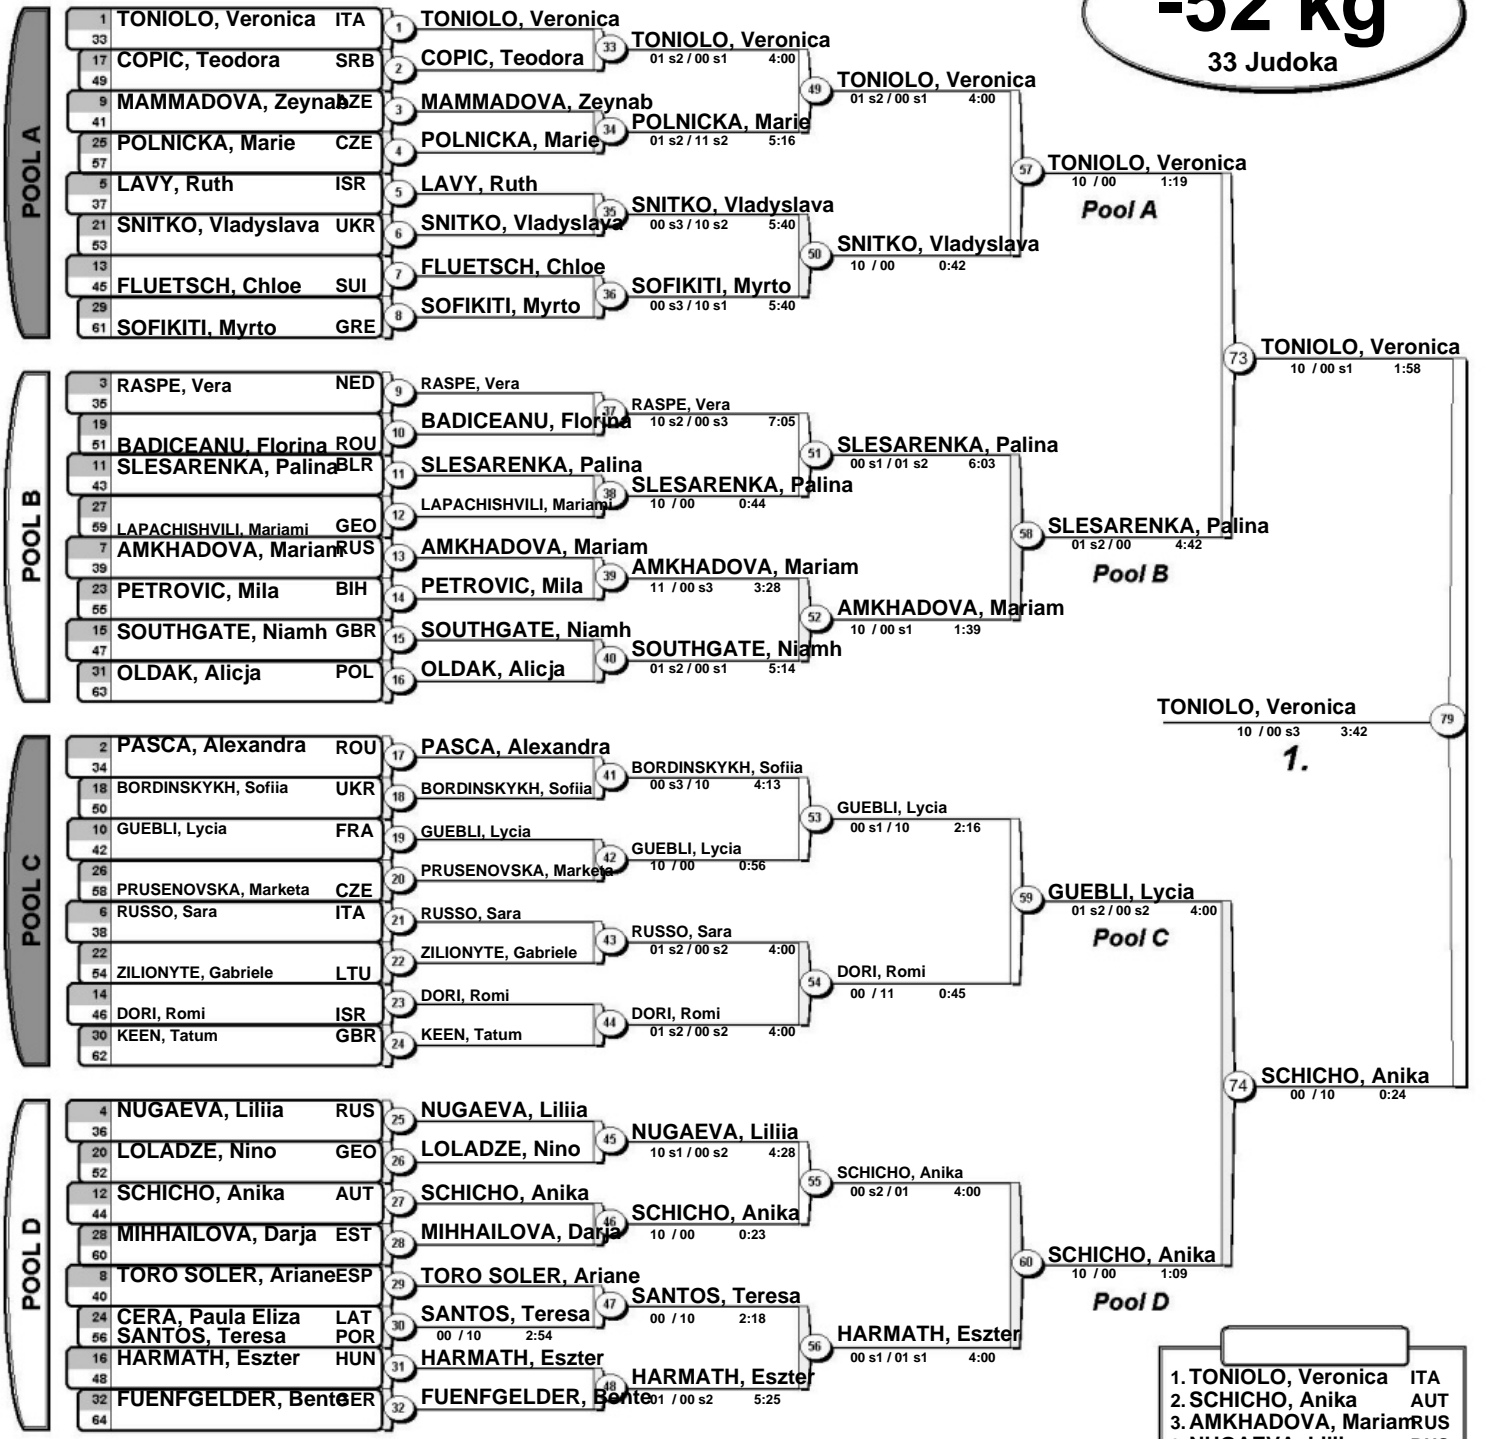 -52 kg
33 Judoka
POOL A
1 TONIOLO, Veronica ITA
33
17 COPIC, Teodora SRB
49
9 MAMMADOVA, Zeynab AZE
41
25 POLNICKA, Marie CZE
57
5 LAVY, Ruth ISR
37
21 SNITKO, Vladyslava UKR
53
13
45 FLUETSCH, Chloe SUI
29
61 SOFIKITI, Myrto GRE
1 TONIOLO, Veronica
2 COPIC, Teodora
3 MAMMADOVA, Zeynab
4 POLNICKA, Marie
5 LAVY, Ruth
6 SNITKO, Vladyslava
7 FLUETSCH, Chloe
8 SOFIKITI, Myrto
33 TONIOLO, Veronica
01 s2 / 00 s1 4:00
34 POLNICKA, Marie
01 s2 / 11 s2 5:16
35 SNITKO, Vladyslava
00 s3 / 10 s2 5:40
36 SOFIKITI, Myrto
00 s3 / 10 s1 5:40
49 TONIOLO, Veronica
01 s2 / 00 s1 4:00
50 SNITKO, Vladyslava
10 / 00 0:42
57 TONIOLO, Veronica
10 / 00 1:19
Pool A
POOL B
3 RASPE, Vera NED
35
19
51 BADICEANU, Florina ROU
11 SLESARENKA, Palina BLR
43
27
59 LAPACHISHVILI, Mariami GEO
7 AMKHADOVA, Mariam RUS
39
23 PETROVIC, Mila BIH
55
15 SOUTHGATE, Niamh GBR
47
31 OLDAK, Alicja POL
63
9 RASPE, Vera
10 BADICEANU, Florina
11 SLESARENKA, Palina
12 LAPACHISHVILI, Mariami
13 AMKHADOVA, Mariam
14 PETROVIC, Mila
15 SOUTHGATE, Niamh
16 OLDAK, Alicja
37 RASPE, Vera
10 s2 / 00 s3 7:05
38 SLESARENKA, Palina
10 / 00 0:44
39 AMKHADOVA, Mariam
11 / 00 s3 3:28
40 SOUTHGATE, Niamh
01 s2 / 00 s1 5:14
51 SLESARENKA, Palina
00 s1 / 01 s2 6:03
52 AMKHADOVA, Mariam
10 / 00 s1 1:39
58 SLESARENKA, Palina
01 s2 / 00 4:42
Pool B
73 TONIOLO, Veronica
10 / 00 s1 1:58
TONIOLO, Veronica 79
10 / 00 s3 3:42
1.
POOL C
2 PASCA, Alexandra ROU
34
18 BORDINSKYKH, Sofiia UKR
50
10 GUEBLI, Lycia FRA
42
26
58 PRUSENOVSKA, Marketa CZE
6 RUSSO, Sara ITA
38
22
54 ZILIONYTE, Gabriele LTU
14
46 DORI, Romi ISR
30 KEEN, Tatum GBR
62
17 PASCA, Alexandra
18 BORDINSKYKH, Sofiia
19 GUEBLI, Lycia
20 PRUSENOVSKA, Marketa
21 RUSSO, Sara
22 ZILIONYTE, Gabriele
23 DORI, Romi
24 KEEN, Tatum
41 BORDINSKYKH, Sofiia
00 s3 / 10 4:13
42 GUEBLI, Lycia
10 / 00 0:56
43 RUSSO, Sara
01 s2 / 00 s2 4:00
44 DORI, Romi
01 s2 / 00 s2 4:00
53 GUEBLI, Lycia
00 s1 / 10 2:16
54 DORI, Romi
00 / 11 0:45
59 GUEBLI, Lycia
01 s2 / 00 s2 4:00
Pool C
POOL D
4 NUGAEVA, Liliia RUS
36
20 LOLADZE, Nino GEO
52
12 SCHICHO, Anika AUT
44
28 MIHHAILOVA, Darja EST
60
8 TORO SOLER, Ariane ESP
40
24 CERA, Paula Eliza LAT
56 SANTOS, Teresa POR
16 HARMATH, Eszter HUN
48
32 FUENFGELDER, Bente GER
64
25 NUGAEVA, Liliia
26 LOLADZE, Nino
27 SCHICHO, Anika
28 MIHHAILOVA, Darja
29 TORO SOLER, Ariane
30 SANTOS, Teresa
00 / 10 2:54
31 HARMATH, Eszter
32 FUENFGELDER, Bente
45 NUGAEVA, Liliia
10 s1 / 00 s2 4:28
46 SCHICHO, Anika
10 / 00 0:23
47 SANTOS, Teresa
00 / 10 2:18
48 HARMATH, Eszter
01 / 00 s2 5:25
55 SCHICHO, Anika
00 s2 / 01 4:00
56 HARMATH, Eszter
00 s1 / 01 s1 4:00
60 SCHICHO, Anika
10 / 00 1:09
Pool D
74 SCHICHO, Anika
00 / 10 0:24
1. TONIOLO, Veronica ITA
2. SCHICHO, Anika AUT
3. AMKHADOVA, Mariam RUS